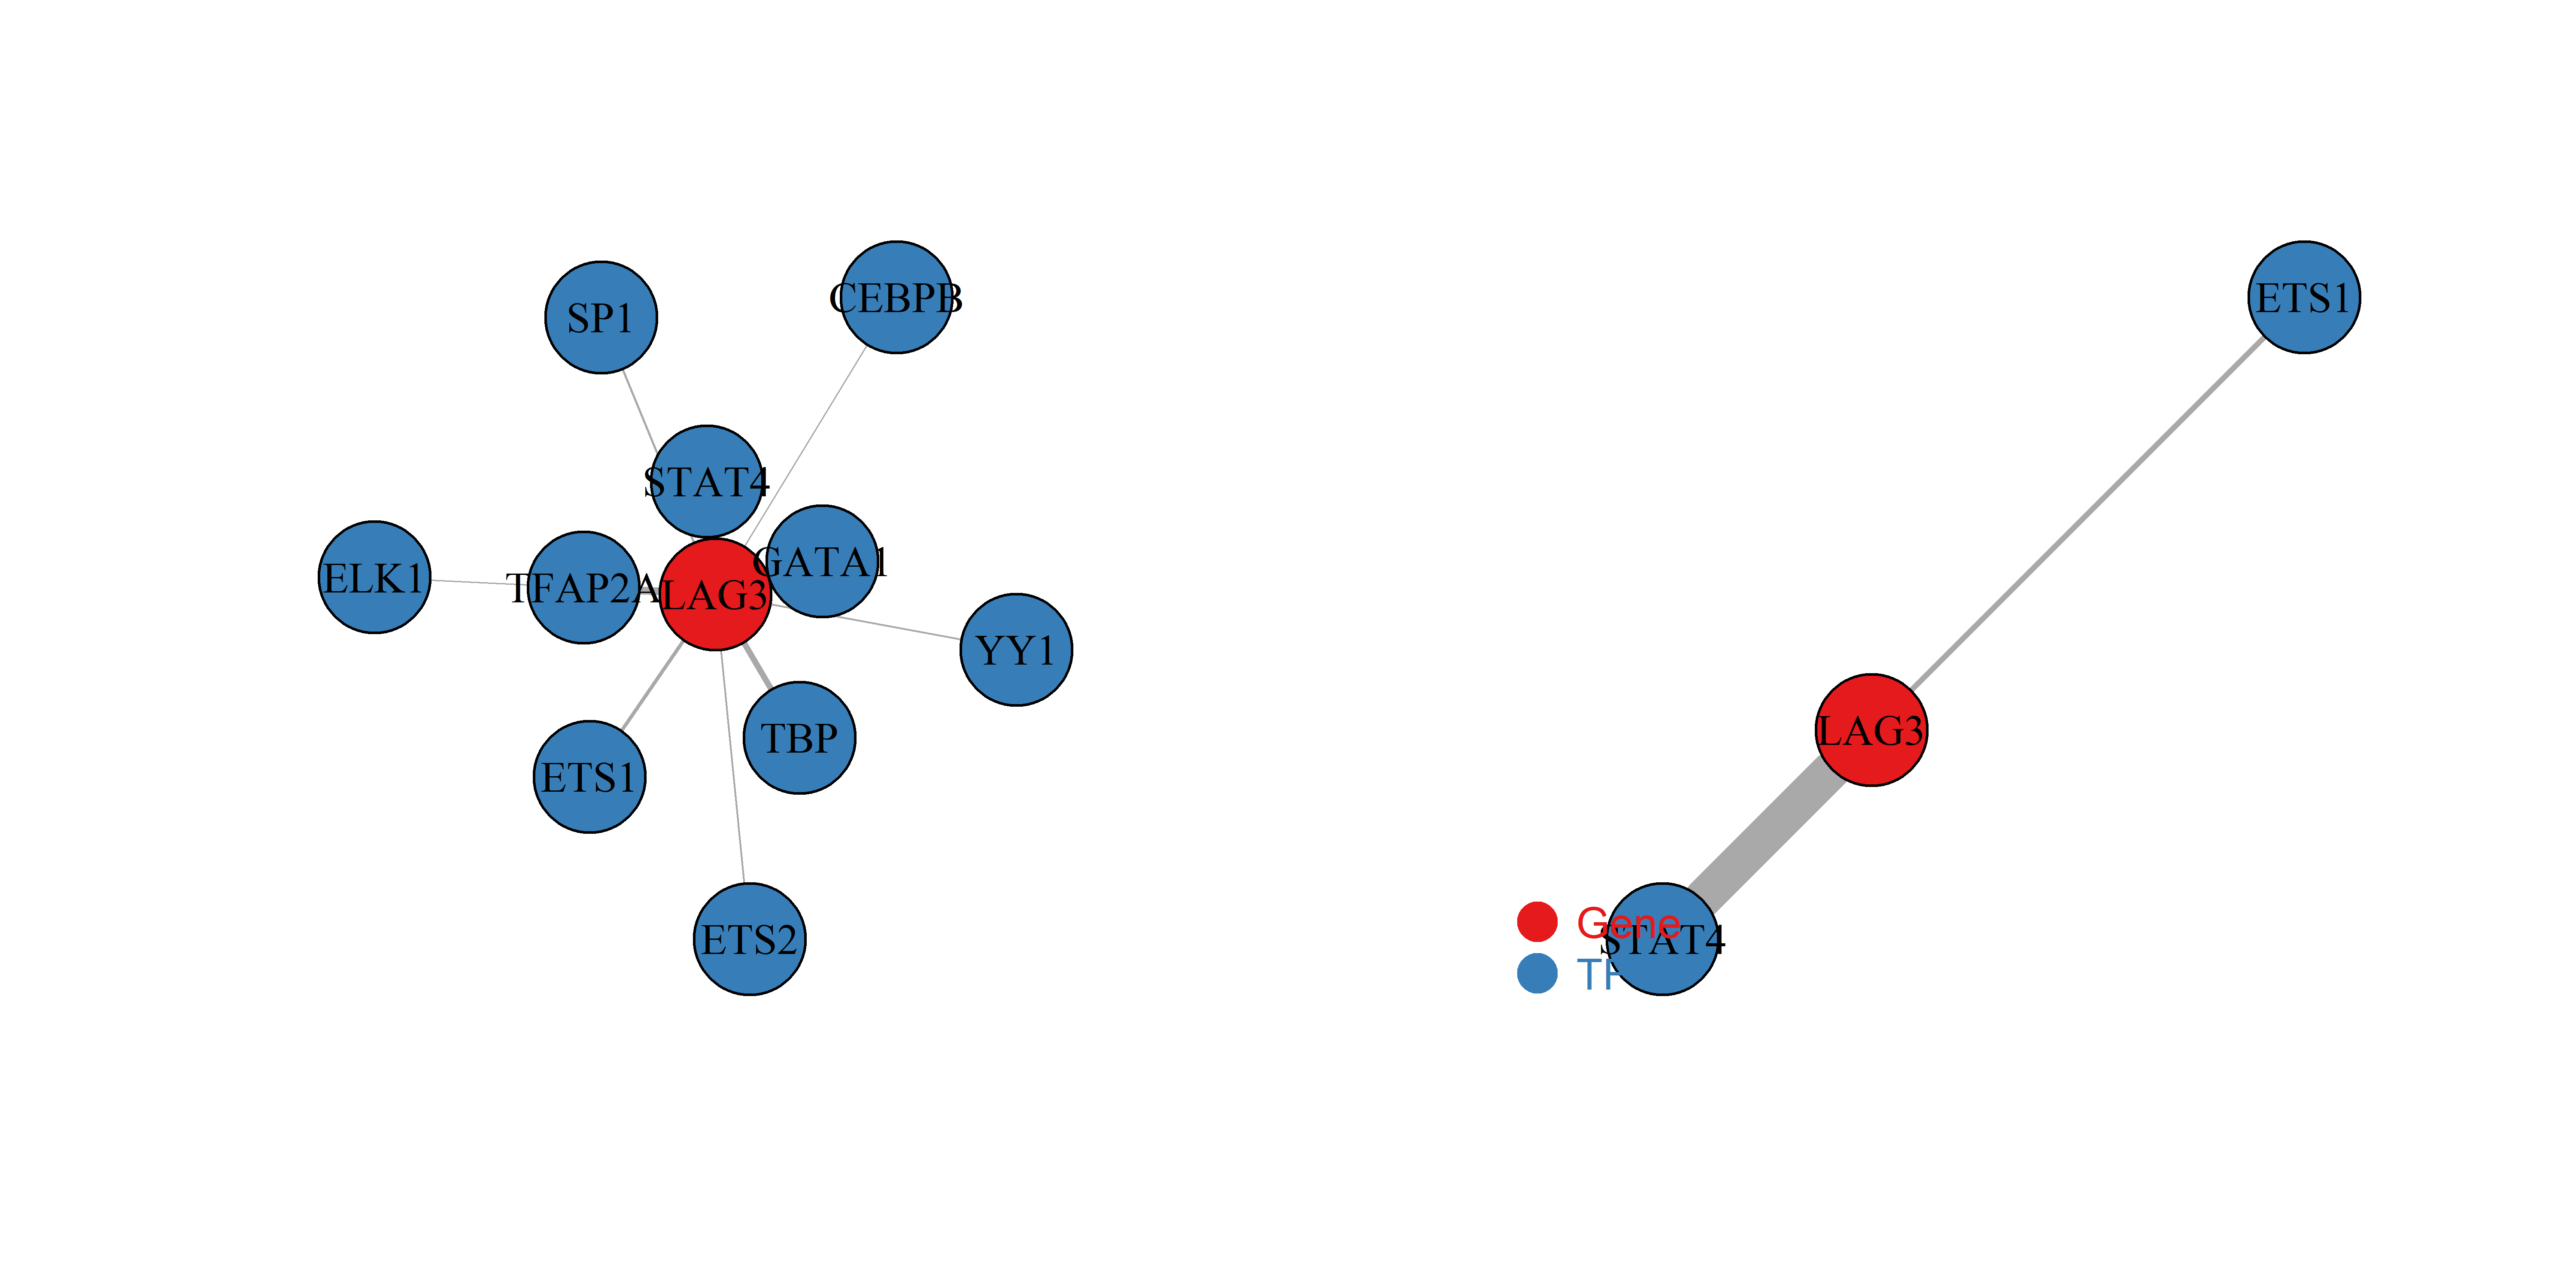 CEBPB
SP1
STAT4
GATA1
ELK1
TFAP2A
LAG3
YY1
TBP
ETS1
ETS2
ETS1
LAG3
Gene
STAT4
TF